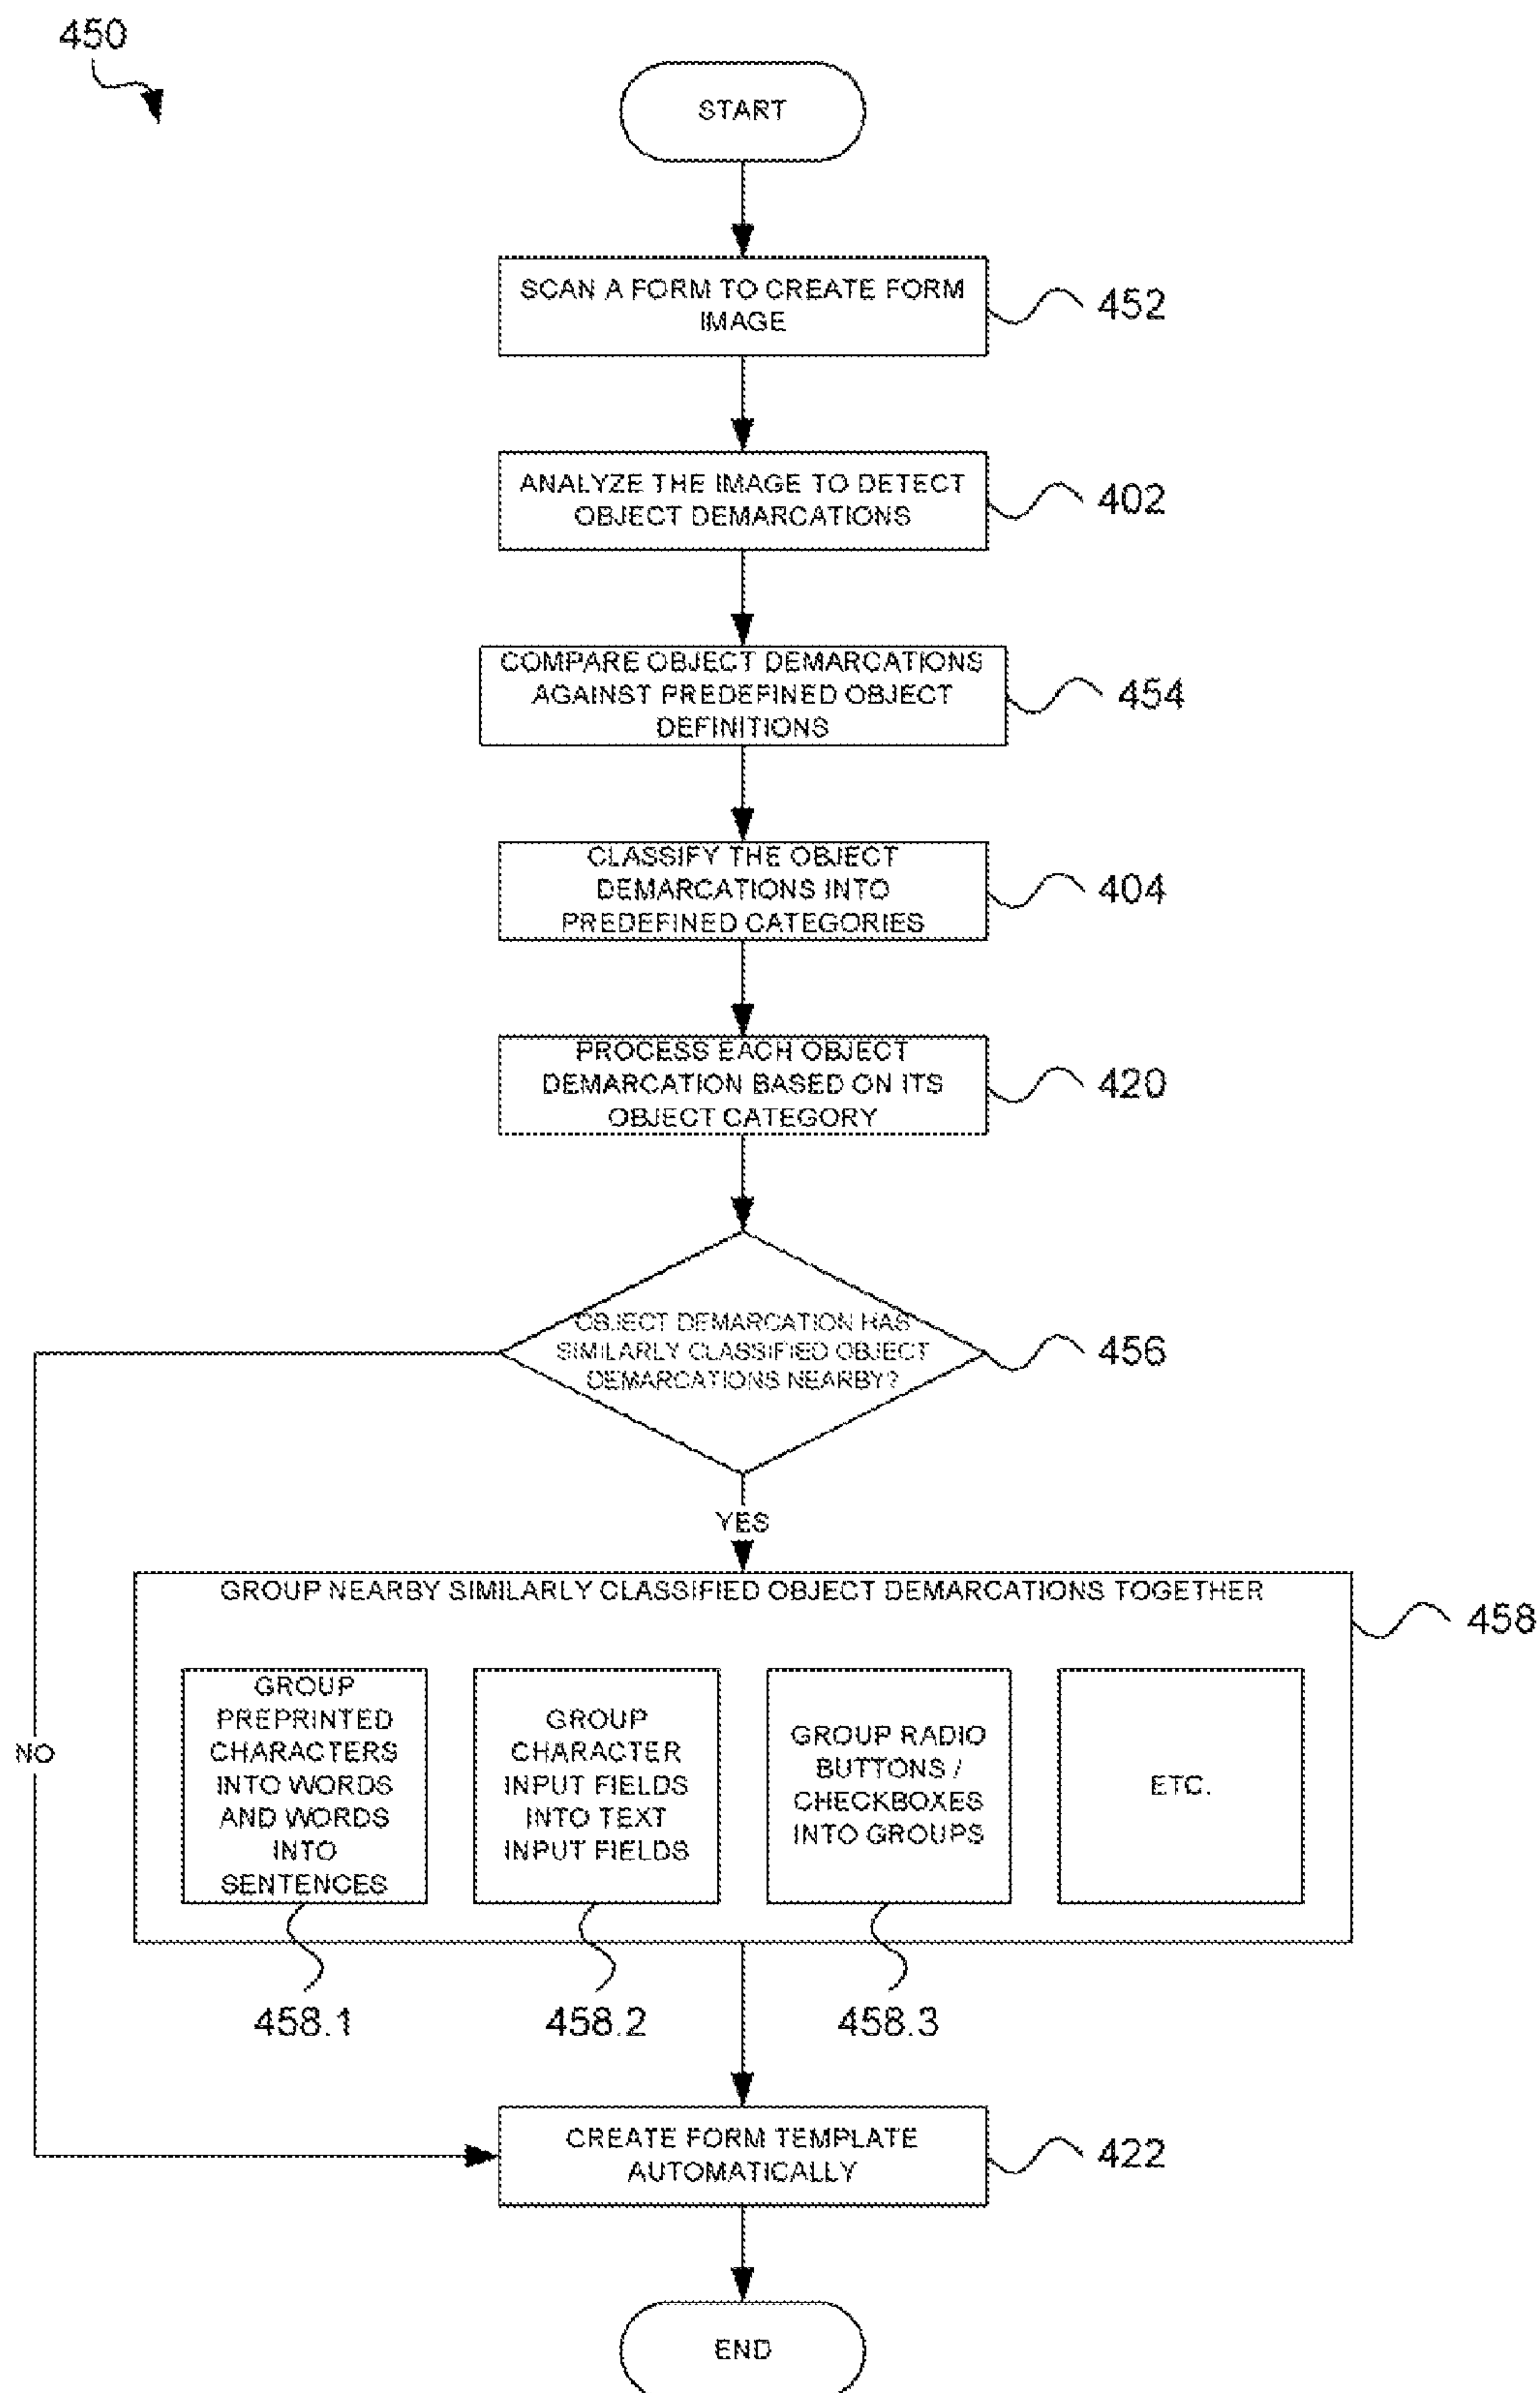 450
START
SCAN A FORM TO CREATE FORM
IMAGE
452
ANALYZE THE IMAGE TO DETECT
OBJECT DEMARCATIONS
402
COMPARE OBJECT DEMARCATIONS
AGAINST PREDEFINED OBJECT
DEFINITIONS
454
CLASSIFY THE OBJECT
DEMARCATIONS INTO
PREDEFINED CATEGORIES
404
PROCESS EACH OBJECT
DEMARCATION BASED ON ITS
OBJECT CATEGORY
420
OBJECT DEMARCATION HAS
SIMILARLY CLASSIFIED OBJECT
DEMARCATIONS NEARBY?
456
YES
NO
GROUP NEARBY SIMILARLY CLASSIFIED OBJECT DEMARCATIONS TOGETHER
458
GROUP
PREPRINTED
CHARACTERS
INTO WORDS
AND WORDS
INTO
SENTENCES
458.1
GROUP
CHARACTER
INPUT FIELDS
INTO TEXT
INPUT FIELDS
458.2
GROUP RADIO
BUTTONS /
CHECKBOXES
INTO GROUPS
458.3
ETC.
CREATE FORM TEMPLATE
AUTOMATICALLY
422
END